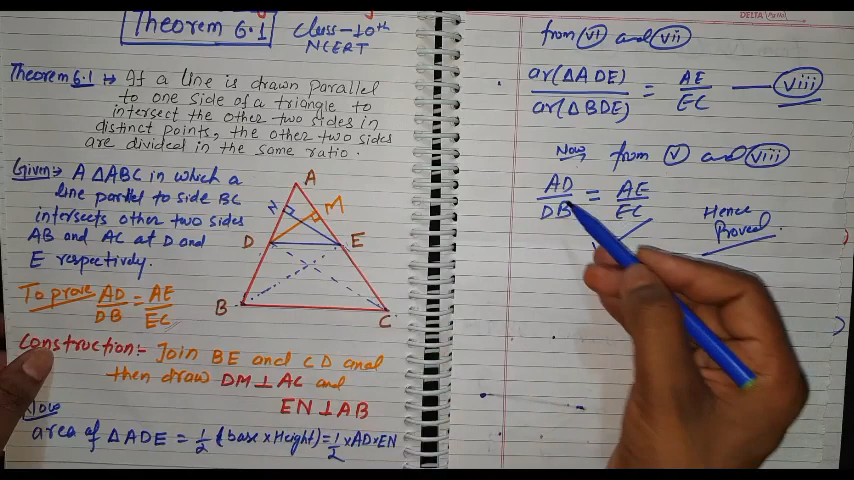 Theorem 6.1
Class-10th
NCERT
Theorem 6.1 :→ If a line is drawn parallel
to one side of a triangle to
intersect the other two sides in
distinct points, the other two sides
are divided in the same ratio.
Given:→ A ΔABC in which a
line parallel to side BC
intersects other two sides
AB and AC at D and
E respectively.
A
N
M
D
E
B
C
To prove AD/DB = AE/EC
Construction:- Join BE and CD and
then draw DM ⊥ AC and
EN ⊥ AB
Now
area of ΔADE = 1/2 (base × Height) = 1/2 × AD × EN
DELTA
from (vi) and (vii)
ar(ΔADE)/ar(ΔBDE) = AE/EC — (viii)
Now from (v) and (viii)
AD/DB = AE/EC
Hence
Proved